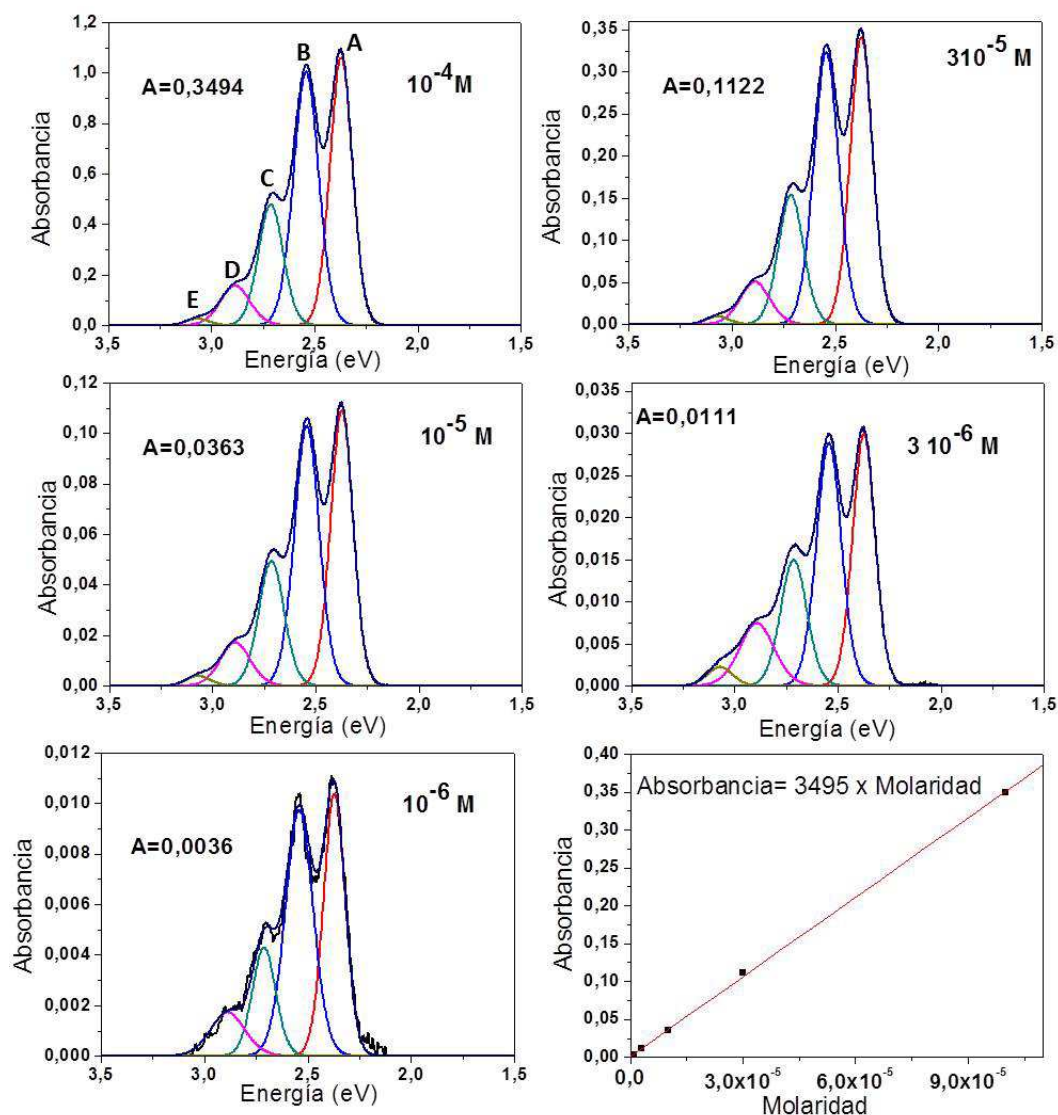 1,2
1,0
0,8
0,6
0,4
0,2
0,0
Absorbancia
A=0,3494
10-4 M
A
B
C
D
E
3,5 3,0 2,5 2,0 1,5
Energía (eV)
0,35
0,30
0,25
0,20
0,15
0,10
0,05
0,00
Absorbancia
A=0,1122
310-5 M
3,5 3,0 2,5 2,0 1,5
Energía (eV)
0,12
0,10
0,08
0,06
0,04
0,02
0,00
Absorbancia
A=0,0363
10-5 M
3,5 3,0 2,5 2,0 1,5
Energía (eV)
0,035
0,030
0,025
0,020
0,015
0,010
0,005
0,000
Absorbancia
A=0,0111
3 10-6 M
3,5 3,0 2,5 2,0 1,5
Energía (eV)
0,012
0,010
0,008
0,006
0,004
0,002
0,000
Absorbancia
A=0,0036
10-6 M
3,5 3,0 2,5 2,0 1,5
Energía (eV)
0,40
0,35
0,30
0,25
0,20
0,15
0,10
0,05
0,00
Absorbancia
Absorbancia= 3495 x Molaridad
0,0 3,0x10-5 6,0x10-5 9,0x10-5
Molaridad